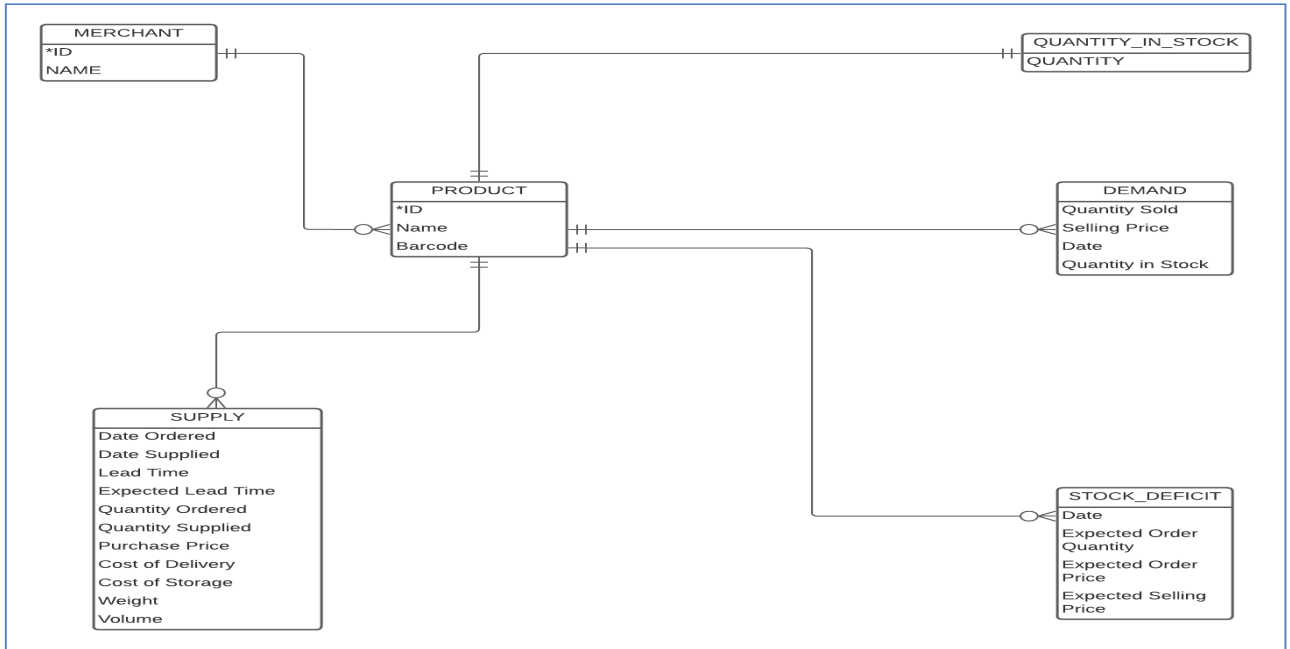 MERCHANT
*ID
NAME
QUANTITY_IN_STOCK
QUANTITY
PRODUCT
*ID
Name
Barcode
DEMAND
Quantity Sold
Selling Price
Date
Quantity in Stock
SUPPLY
Date Ordered
Date Supplied
Lead Time
Expected Lead Time
Quantity Ordered
Quantity Supplied
Purchase Price
Cost of Delivery
Cost of Storage
Weight
Volume
STOCK_DEFICIT
Date
Expected Order
Quantity
Expected Order
Price
Expected Selling
Price